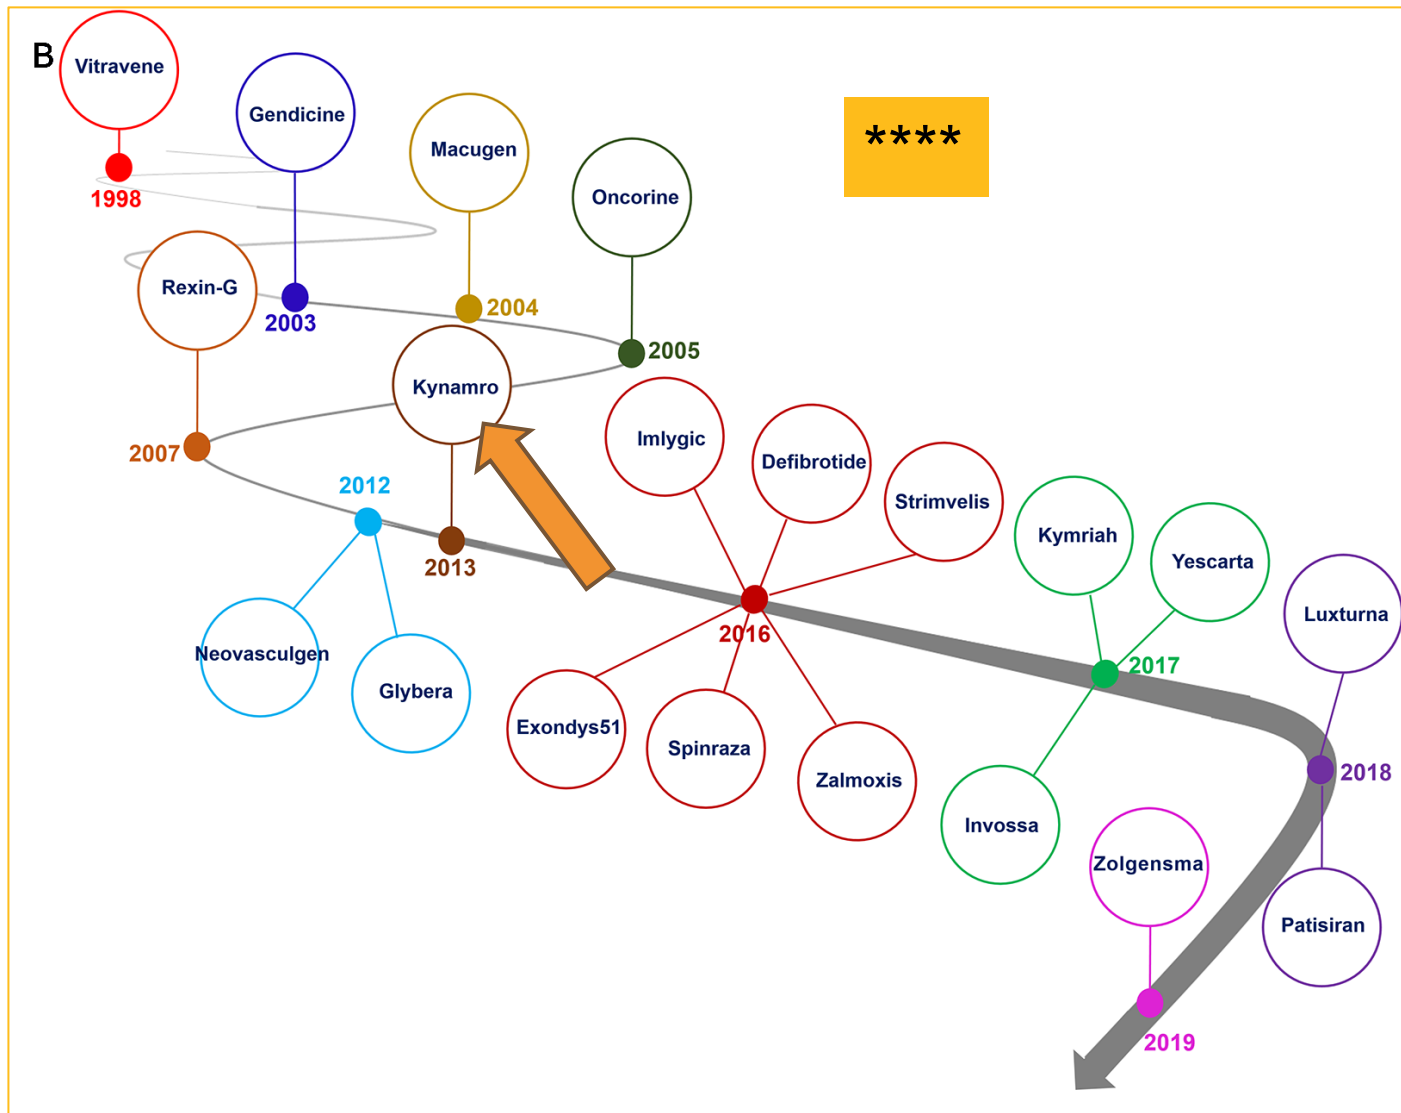 B
Vitravene
1998
Gendicine
2003
Macugen
2004
Oncorine
2005
****
Rexin-G
2007
Kynamro
2013
2012
Neovasculgen
Glybera
Imlygic
Defibrotide
Strimvelis
2016
Exondys51
Spinraza
Zalmoxis
Kymriah
Yescarta
2017
Invossa
Luxturna
2018
Patisiran
Zolgensma
2019